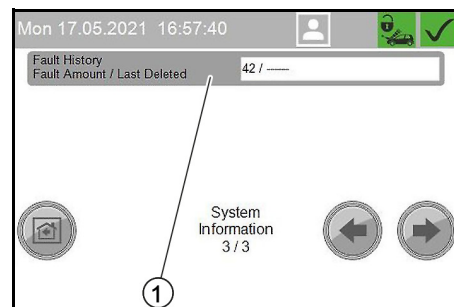 Mon 17.05.2021 16:57:40
Fault History
Fault Amount / Last Deleted
42 / -------
System
Information
3 / 3
1